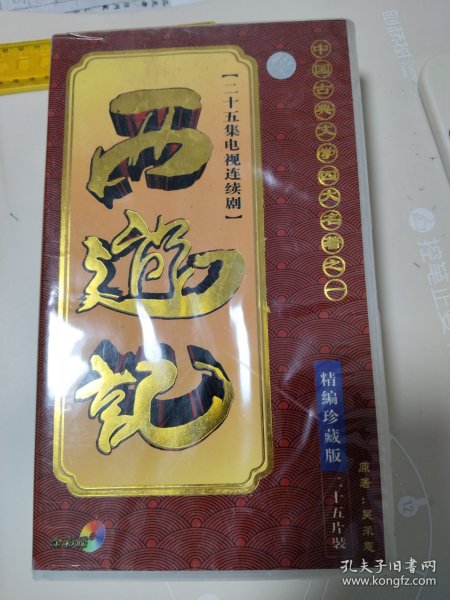 中国古典文学四大名著之一
【二十五集电视连续剧】
西遊記
精编珍藏版
二十五片装
原著:吴承恩
孔夫子旧书网
www.kongfz.com